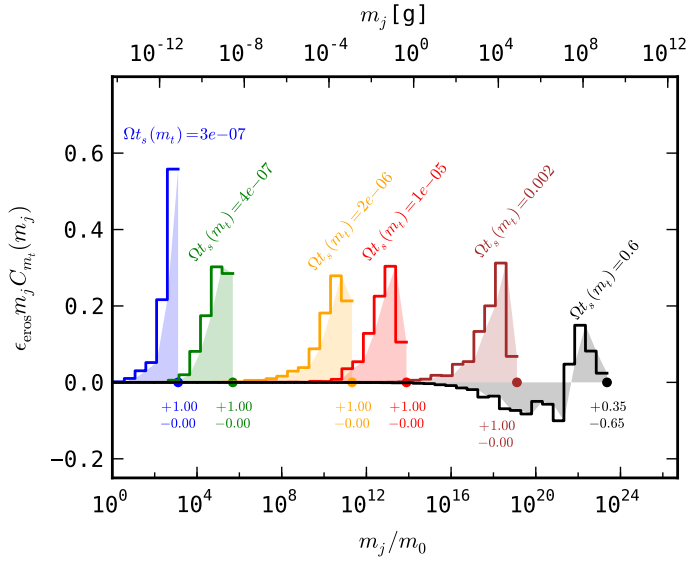 m_j[g]
10^-12 10^-8 10^-4 10^0 10^4 10^8 10^12
ϵ_eros m_j C_{m_t}(m_j)
0.6
0.4
0.2
0.0
−0.2
Ωt_s(m_t)=3e−07
Ωt_s(m_t)=4e−07
Ωt_s(m_t)=2e−06
Ωt_s(m_t)=1e−05
Ωt_s(m_t)=0.002
Ωt_s(m_t)=0.6
+1.00
−0.00
+1.00
−0.00
+1.00
−0.00
+1.00
−0.00
+1.00
−0.00
+0.35
−0.65
10^0 10^4 10^8 10^12 10^16 10^20 10^24
m_j/m_0